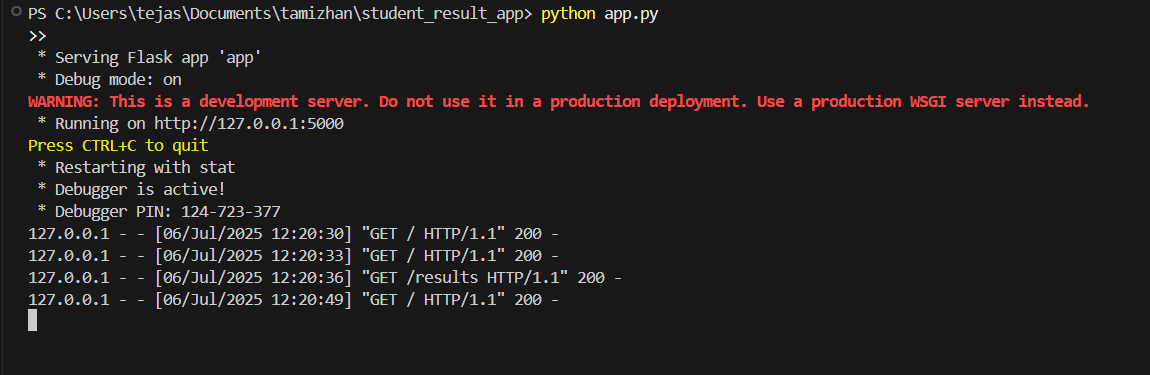 PS C:\Users\tejas\Documents\tamizhan\student_result_app> python app.py
>>
 * Serving Flask app 'app'
 * Debug mode: on
WARNING: This is a development server. Do not use it in a production deployment. Use a production WSGI server instead.
 * Running on http://127.0.0.1:5000
Press CTRL+C to quit
 * Restarting with stat
 * Debugger is active!
 * Debugger PIN: 124-723-377
127.0.0.1 - - [06/Jul/2025 12:20:30] "GET / HTTP/1.1" 200 -
127.0.0.1 - - [06/Jul/2025 12:20:33] "GET / HTTP/1.1" 200 -
127.0.0.1 - - [06/Jul/2025 12:20:36] "GET /results HTTP/1.1" 200 -
127.0.0.1 - - [06/Jul/2025 12:20:49] "GET / HTTP/1.1" 200 -